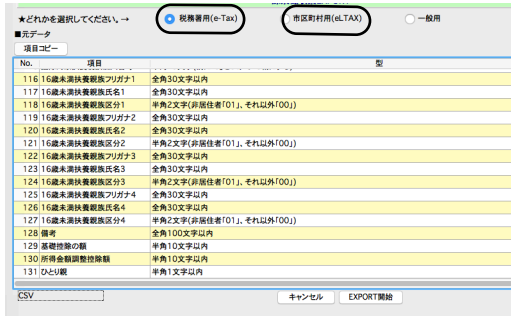 ★どれかを選択してください。→ 税務署用(e-Tax) 市区町村用(eLTAX) 一般用
■元データ
項目コピー
No. 項目 型
116 16歳未満扶養親族フリガナ1 全角30文字以内
117 16歳未満扶養親族氏名1 全角30文字以内
118 16歳未満扶養親族区分1 半角2文字(非居住者「01」、それ以外「00」)
119 16歳未満扶養親族フリガナ2 全角30文字以内
120 16歳未満扶養親族氏名2 全角30文字以内
121 16歳未満扶養親族区分2 半角2文字(非居住者「01」、それ以外「00」)
122 16歳未満扶養親族フリガナ3 全角30文字以内
123 16歳未満扶養親族氏名3 全角30文字以内
124 16歳未満扶養親族区分3 半角2文字(非居住者「01」、それ以外「00」)
125 16歳未満扶養親族フリガナ4 全角30文字以内
126 16歳未満扶養親族氏名4 全角30文字以内
127 16歳未満扶養親族区分4 半角2文字(非居住者「01」、それ以外「00」)
128 備考 全角100文字以内
129 基礎控除の額 半角10文字以内
130 所得金額調整控除額 半角10文字以内
131 ひとり親 半角1文字以内
CSV キャンセル EXPORT開始